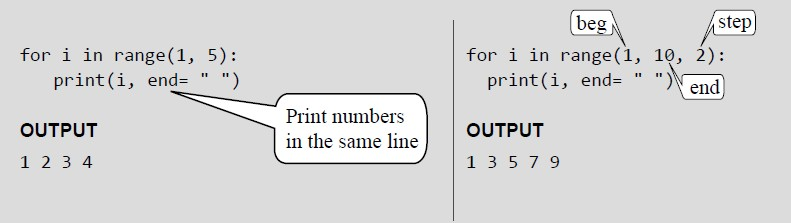 for i in range(1, 5):
print(i, end= " ")
Print numbers
in the same line
OUTPUT
1 2 3 4
beg
step
for i in range(1, 10, 2):
print(i, end= " ")
end
OUTPUT
1 3 5 7 9